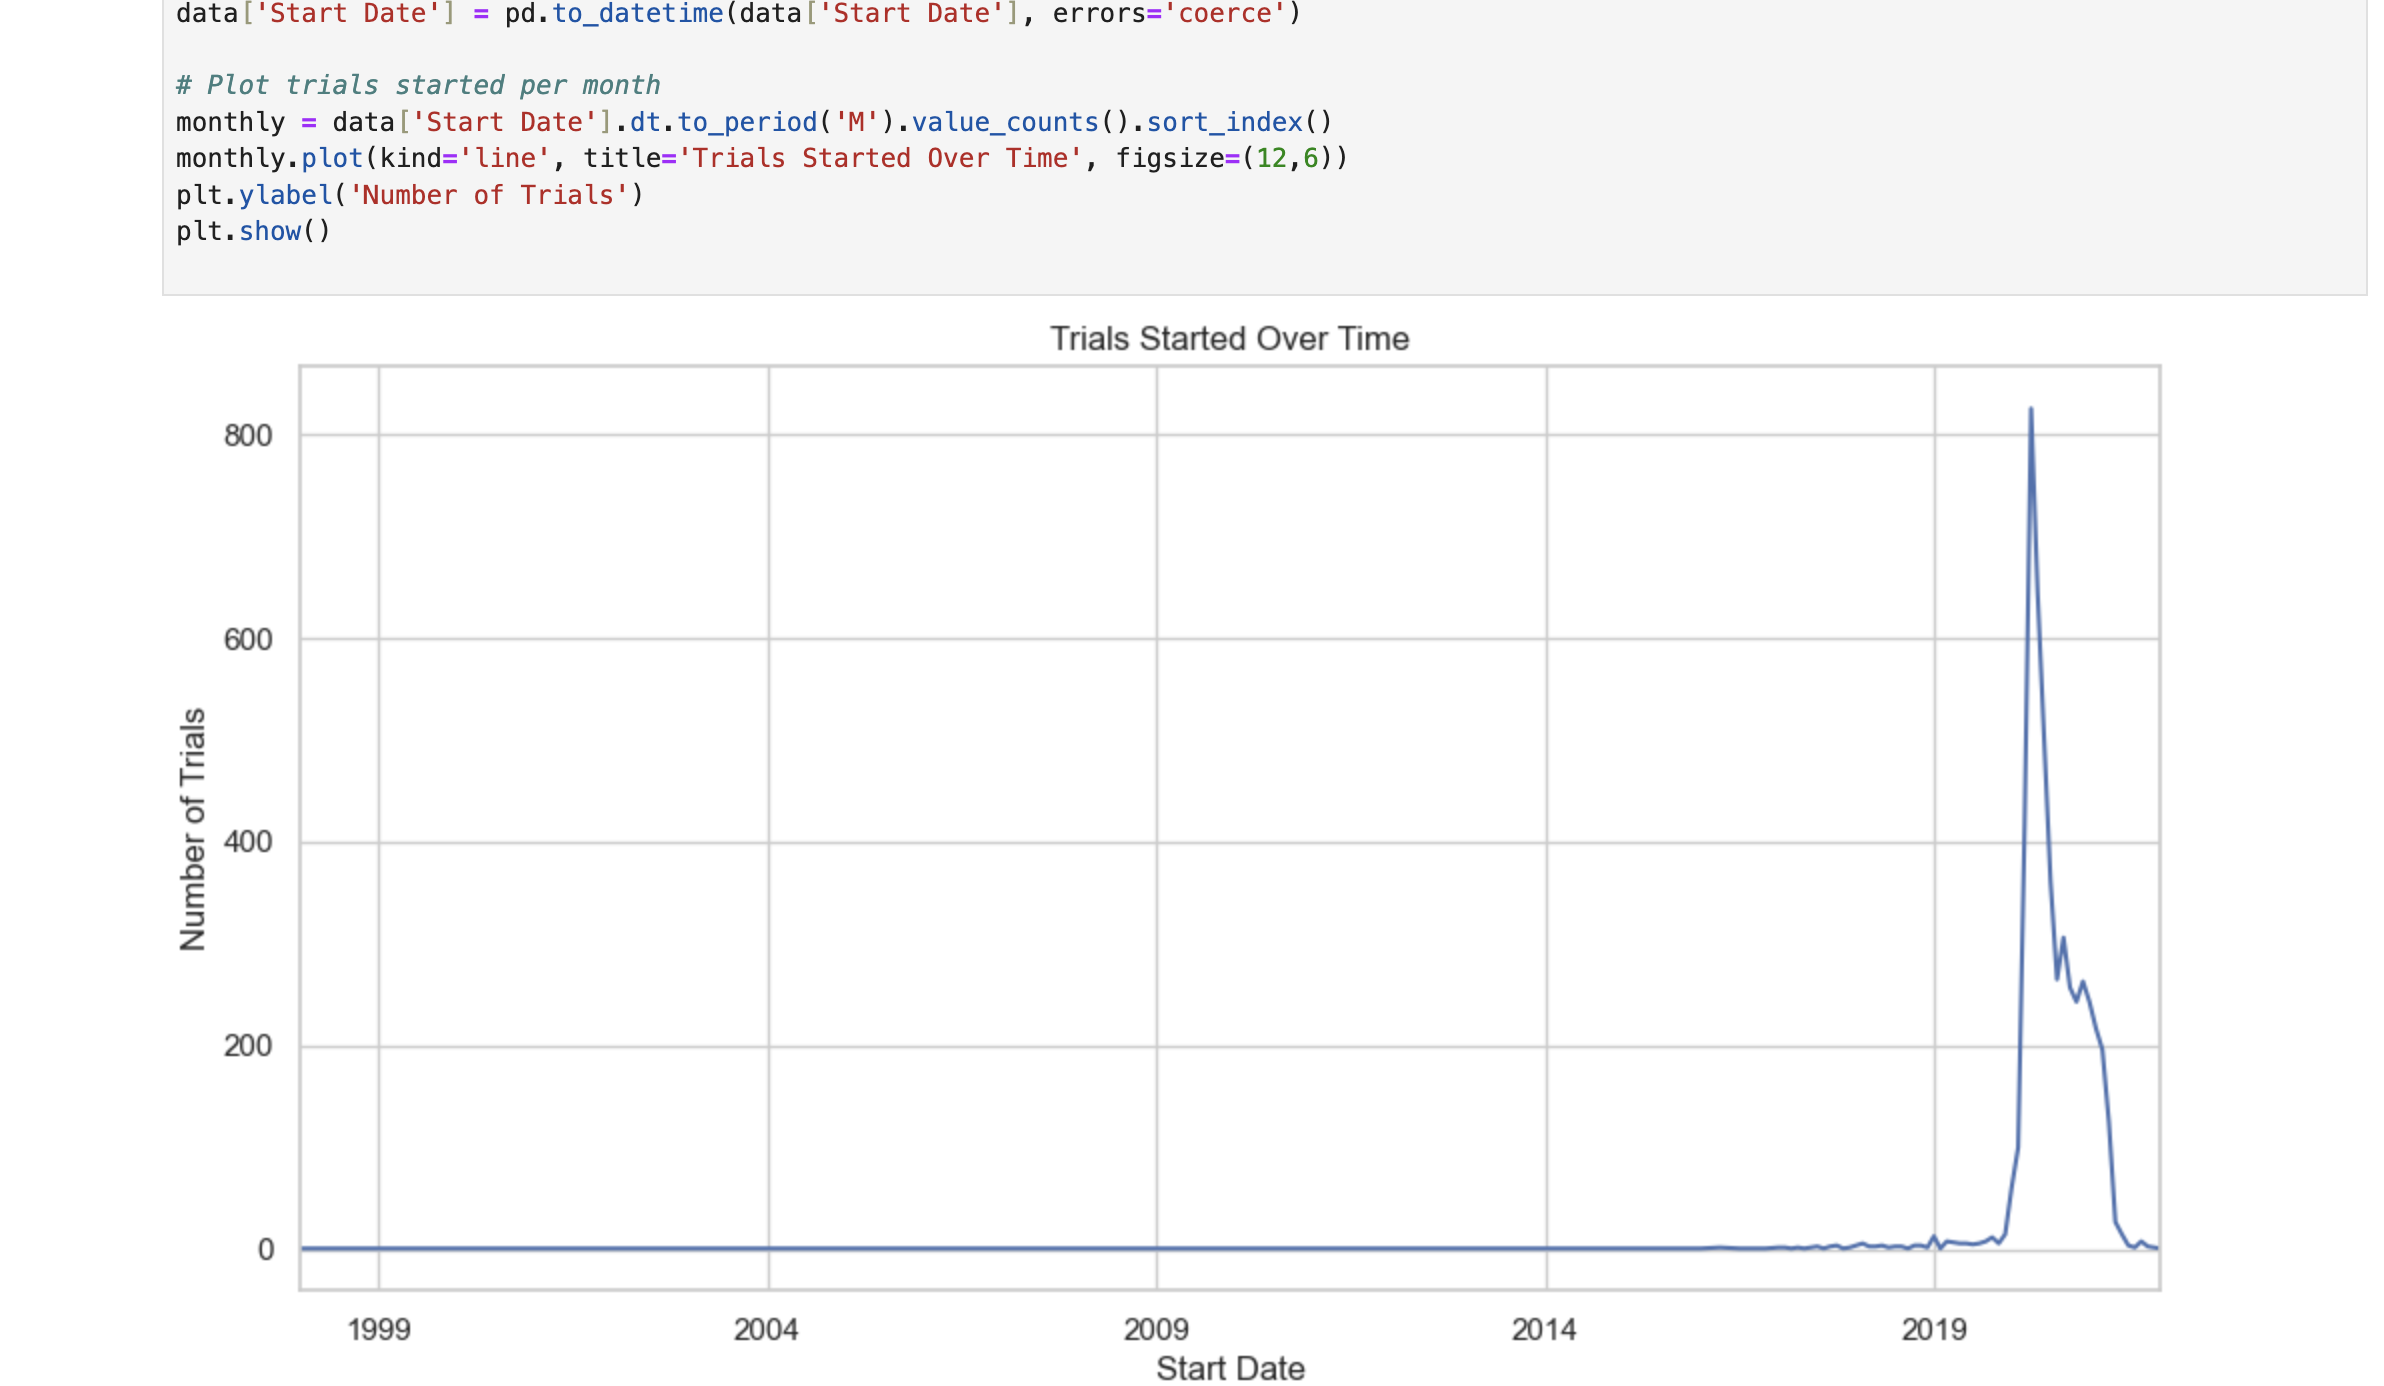 data['Start Date'] = pd.to_datetime(data['Start Date'], errors='coerce')
# Plot trials started per month
monthly = data['Start Date'].dt.to_period('M').value_counts().sort_index()
monthly.plot(kind='line', title='Trials Started Over Time', figsize=(12,6))
plt.ylabel('Number of Trials')
plt.show()
Trials Started Over Time
800
600
400
200
0
Number of Trials
1999 2004 2009 2014 2019
Start Date